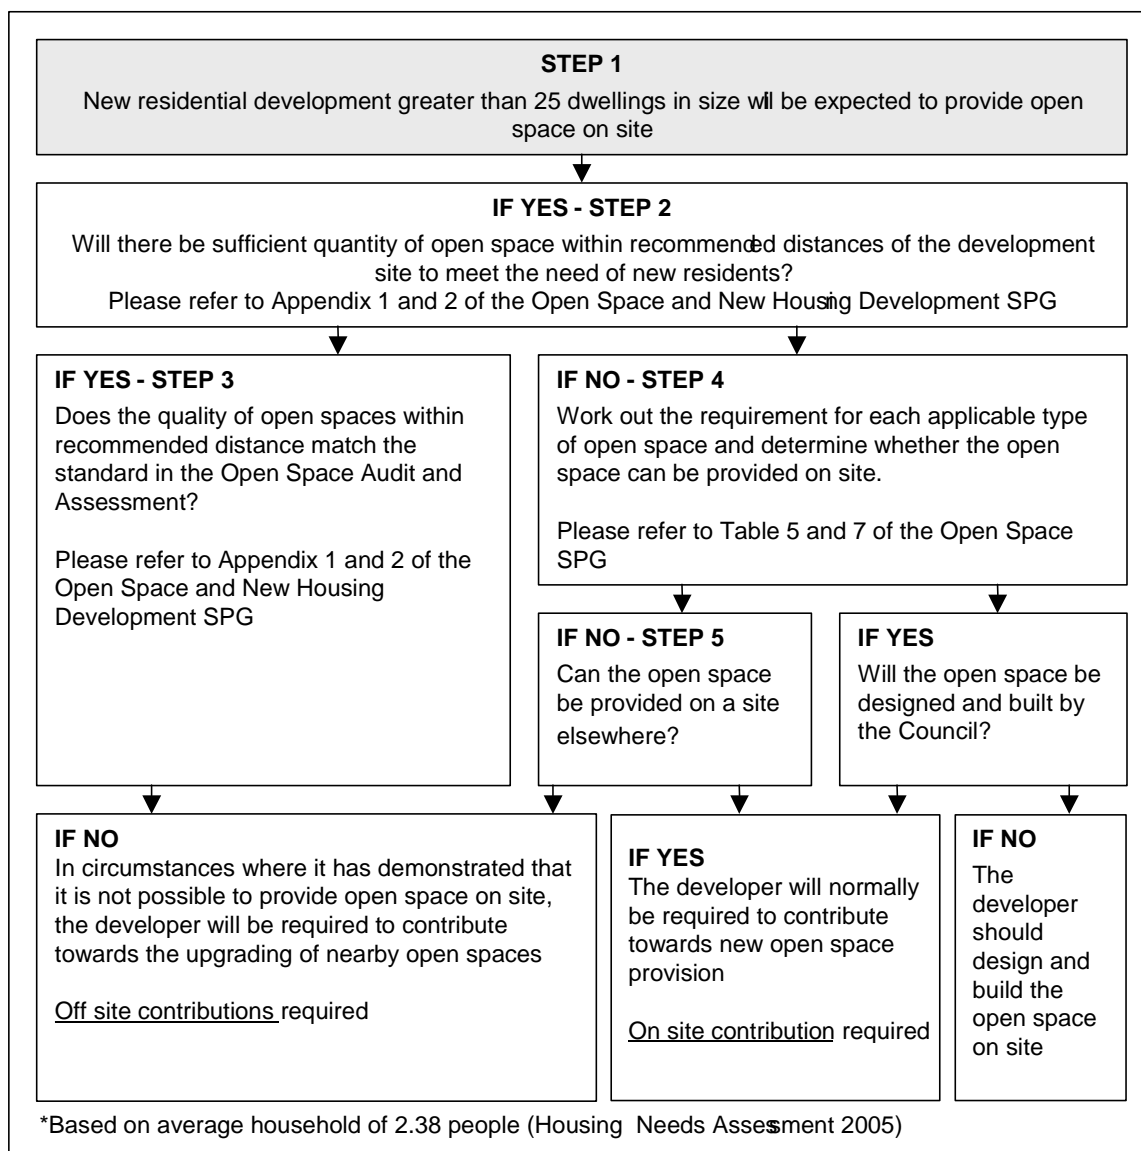 STEP 1
New residential development greater than 25 dwellings in size will be expected to provide open
space on site
IF YES - STEP 2
Will there be sufficient quantity of open space within recommended distances of the development
site to meet the need of new residents?
Please refer to Appendix 1 and 2 of the Open Space and New Housing Development SPG
IF YES - STEP 3
Does the quality of open spaces within
recommended distance match the
standard in the Open Space Audit and
Assessment?
Please refer to Appendix 1 and 2 of the
Open Space and New Housing
Development SPG
IF NO - STEP 4
Work out the requirement for each applicable type
of open space and determine whether the open
space can be provided on site.
Please refer to Table 5 and 7 of the Open Space
SPG
IF NO - STEP 5
Can the open space
be provided on a site
elsewhere?
IF YES
Will the open space be
designed and built by
the Council?
IF NO
In circumstances where it has demonstrated that
it is not possible to provide open space on site,
the developer will be required to contribute
towards the upgrading of nearby open spaces
Off site contributions required
IF YES
The developer will normally
be required to contribute
towards new open space
provision
On site contribution required
IF NO
The
developer
should
design and
build the
open space
on site
*Based on average household of 2.38 people (Housing Needs Assessment 2005)